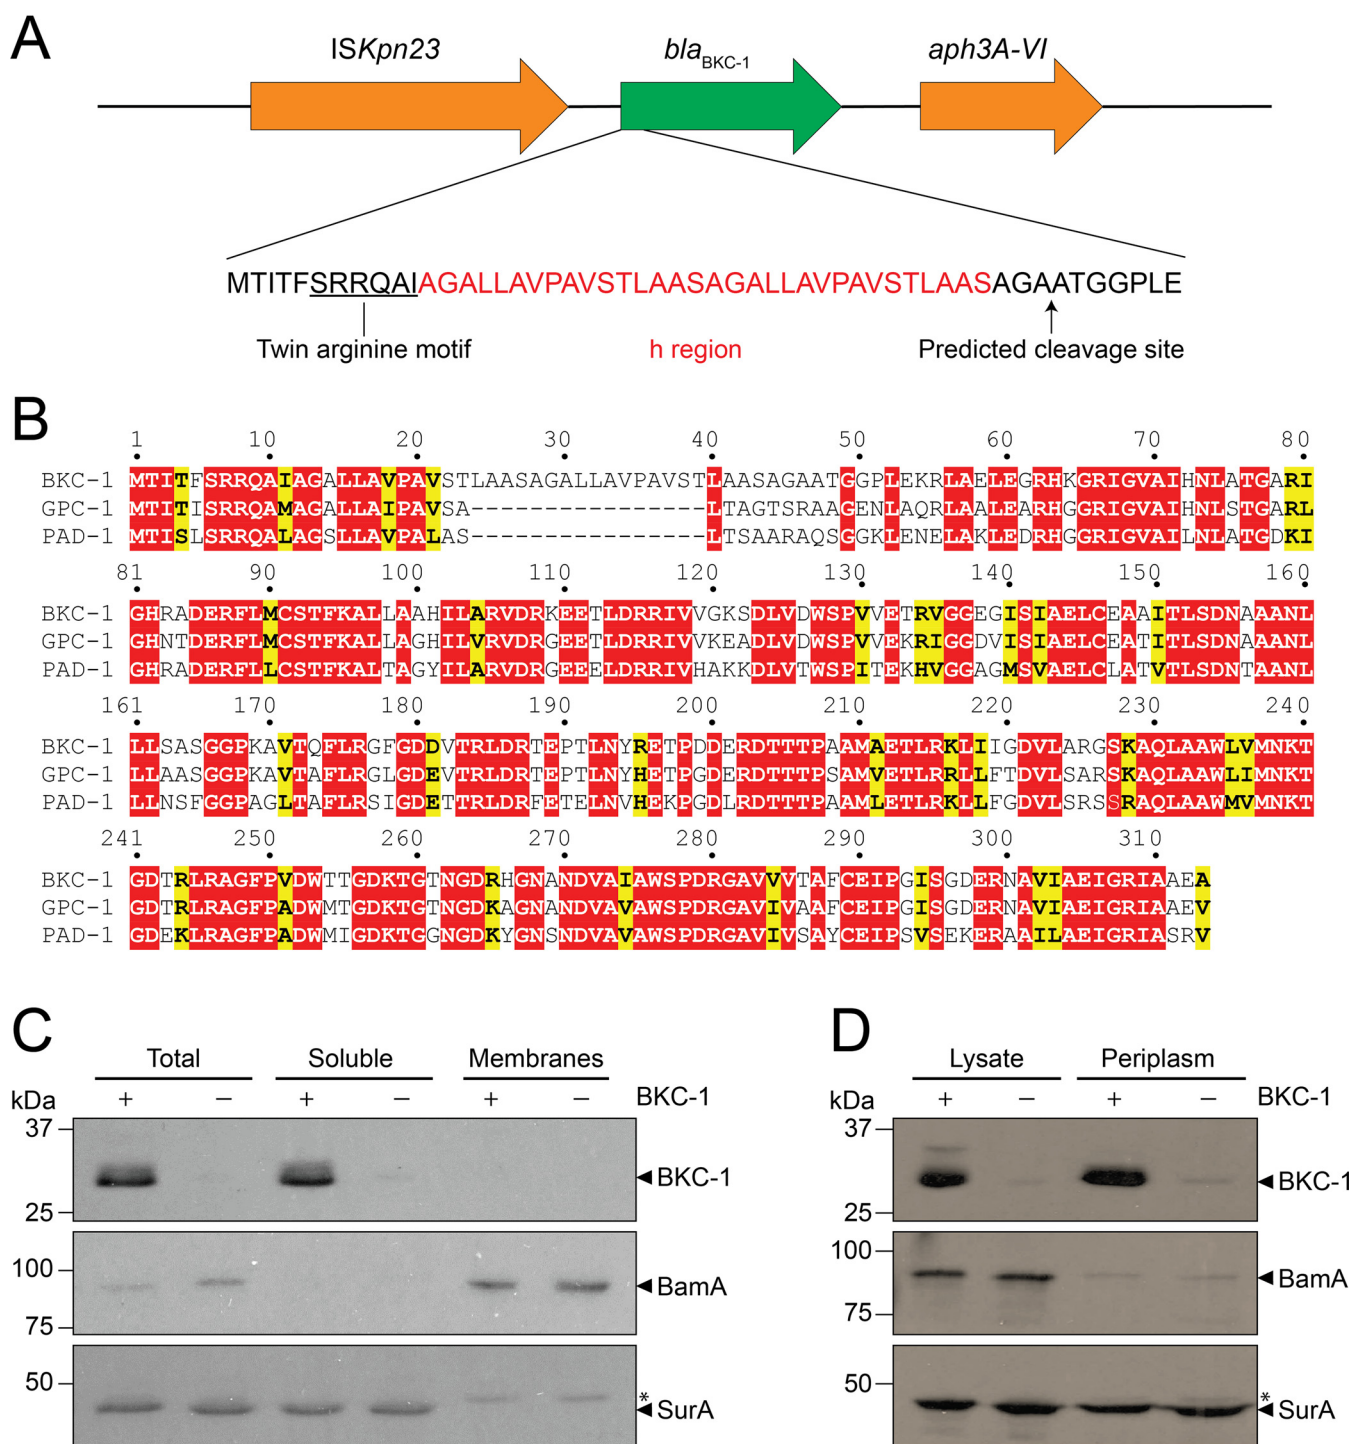 A
ISKpn23 blaBKC-1 aph3A-VI
MTITFSRRQAIAGALLAVPAVSTLAASAGALLAVPAVSTLAASAGAATGGPLE
Twin arginine motif h region Predicted cleavage site
B
1 10 20 30 40 50 60 70 80
BKC-1 MTITFSRRQAIAGALLAVPAVSTLAASAGALLAVPAVSTLAASAGAATGGPLEKRLAELEGRHKGRIGVAIHNLATGARI
GPC-1 MTITISRRQAMAGALLAIPAVSA----------------LTAGTSRAAGENLAQRLAALEARHGGRIGVAIHNLSTGARL
PAD-1 MTISLSRRQALAGSLLAVPALAS----------------LTSAARAQSGGKLENELAKLEDRHGGRIGVAILNLATGDKI
81 90 100 110 120 130 140 150 160
BKC-1 GHRADERFLMCSTFKALLAAHILARVDRKEETLDRRIVVGKSDLVDWSPVVETRVGGEGISIAELCEAAITLSDNAAANL
GPC-1 GHNTDERFLMCSTFKALLAGHILVRVDRGEETLDRRIVVKEADLVDWSPVVEKRIGGDVISIAELCEATITLSDNAAANL
PAD-1 GHRADERFLLCSTFKALTAGYILARVDRGEEELDRRIVHAKKDLVTWSPITEKHVGGAGMSVAELCLATVTLSDNTAANL
161 170 180 190 200 210 220 230 240
BKC-1 LLSASGGPKAVTQFLRGFGDDVTRLDRTEPTLNYRETPDDERDTTTPAAMAETLRKLIIGDVLARGSKAQLAAWLVMNKT
GPC-1 LLAASGGPKAVTAFLRGLGDEVTRLDRTEPTLNYHETPGDERDTTTPSAMVETLRRLLFTDVLSARSKAQLAAWLIMNKT
PAD-1 LLNSFGGPAGLTAFLRSIGDETTRLDRFETELNVHEKPGDLRDTTTPAAMLETLRKLLFGDVLSRSSRAQLAAWMVMNKT
241 250 260 270 280 290 300 310
BKC-1 GDTRLRAGFPVDWTTGDKTGTNGDRHGNANDVAIAWSPDRGAVVVTAFCEIPGISGDERNAVIAEIGRIAAEA
GPC-1 GDTRLRAGFPADWMTGDKTGTNGDKAGNANDVAVAWSPDRGAVIVAAFCEIPGISGDERNAVIAEIGRIAAEV
PAD-1 GDEKLRAGFPADWMIGDKTGGNGDKYGNSNDVAVAWSPDRGAVIVSAYCEIPSVSEKERAAILAEIGRIASRV
C
Total Soluble Membranes
kDa + − + − + − BKC-1
37
BKC-1
25
100
BamA
75
50
*
SurA
D
Lysate Periplasm
kDa + − + − BKC-1
37
BKC-1
25
100
BamA
75
50
*
SurA